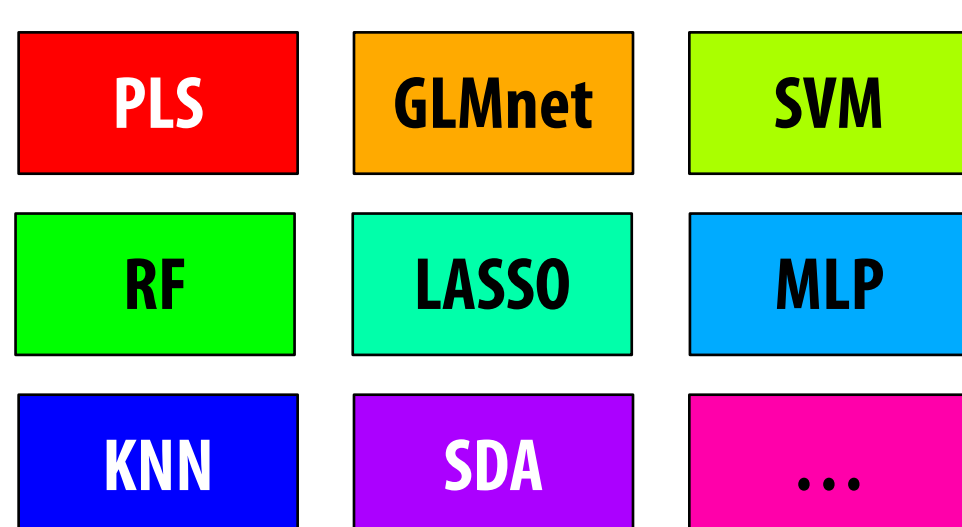 PLS
GLMnet
SVM
RF
LASSO
MLP
KNN
SDA
...